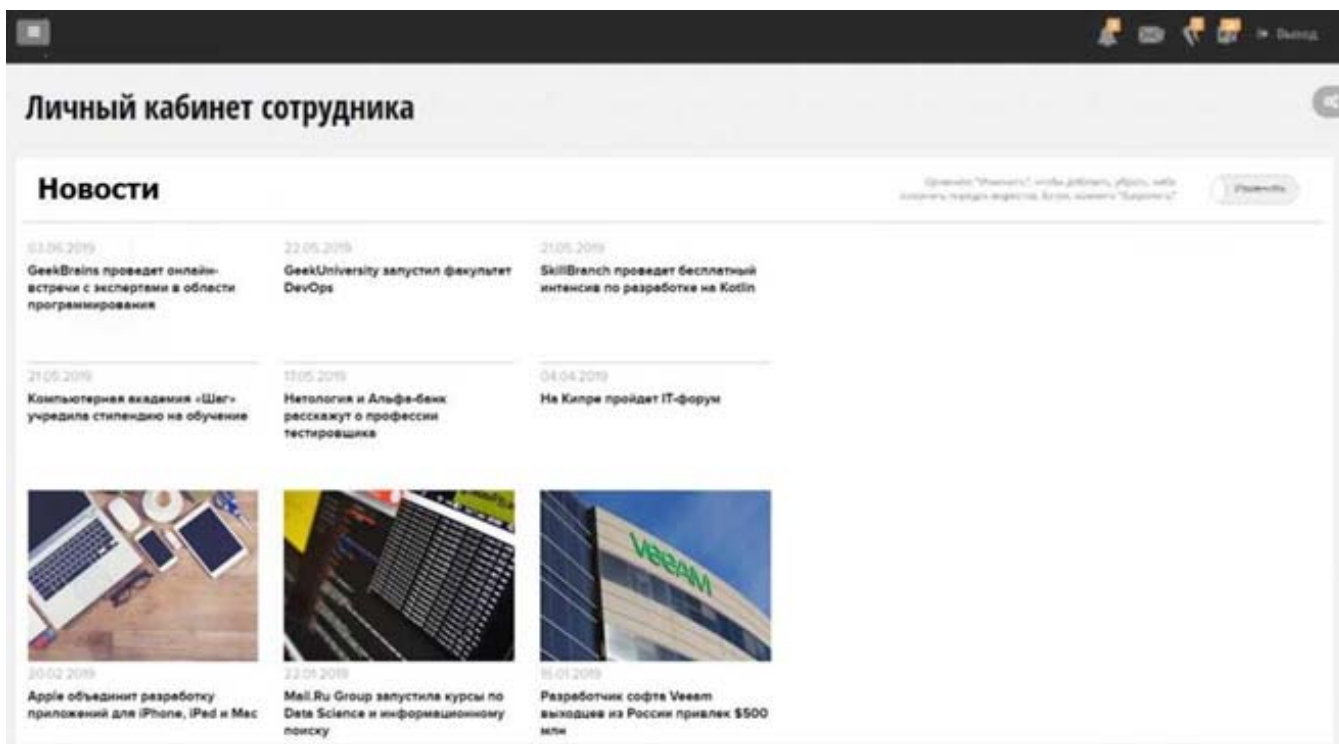 Выход
Личный кабинет сотрудника
Новости
03.06.2019
GeekBrains проведет онлайн-
встречи с экспертами в области
программирования
22.05.2019
GeekUniversity запустил факультет
DevOps
21.05.2019
SkillBranch проведет бесплатный
интенсив по разработке на Kotlin
21.05.2019
Компьютерная академия «Шаг»
учредила стипендию на обучение
17.05.2019
Нетология и Альфа-банк
расскажут о профессии
тестировщика
04.04.2019
На Кипре пройдет IT-форум
veeAM
20.02.2019
Apple объединит разработку
приложений для iPhone, iPad и Mac
22.01.2019
Mail.Ru Group запустила курсы по
Data Science и информационному
поиску
16.01.2019
Разработчик софта Veeam
выходцев из России привлек $500
млн